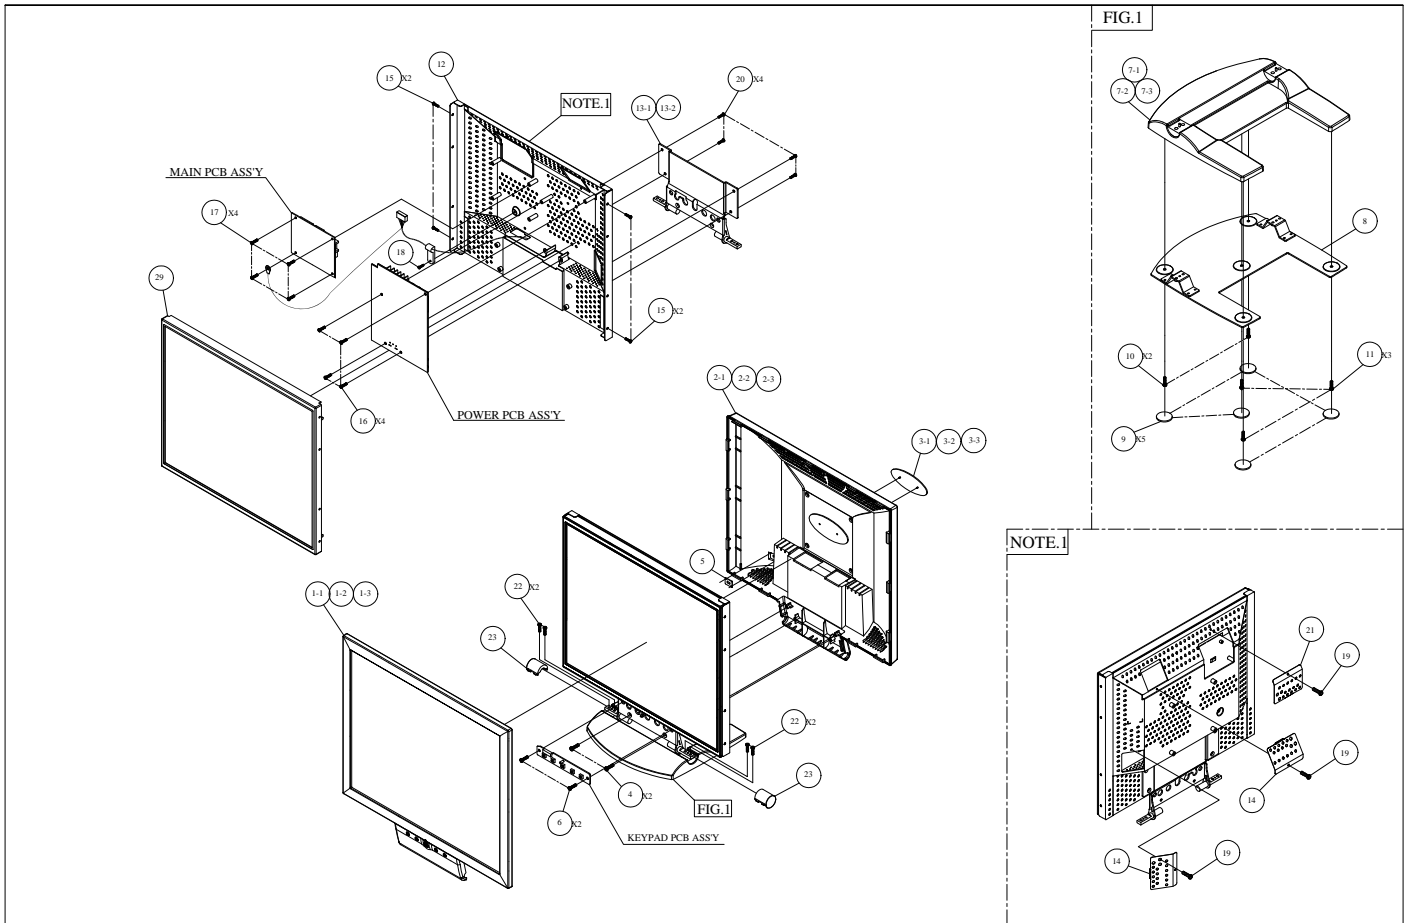 FIG.1
7-1
7-2 7-3
8
10 X2
11 X3
9 X5
15 X2
12
NOTE.1
13-1 13-2
20 X4
MAIN PCB ASS'Y
17 X4
18
29
15 X2
16 X4
POWER PCB ASS'Y
2-1 2-2 2-3
3-1 3-2 3-3
5
22 X2
1-1 1-2 1-3
23
22 X2
23
4 X2
6 X2
FIG.1
KEYPAD PCB ASS'Y
NOTE.1
21
19
19
14
14
19